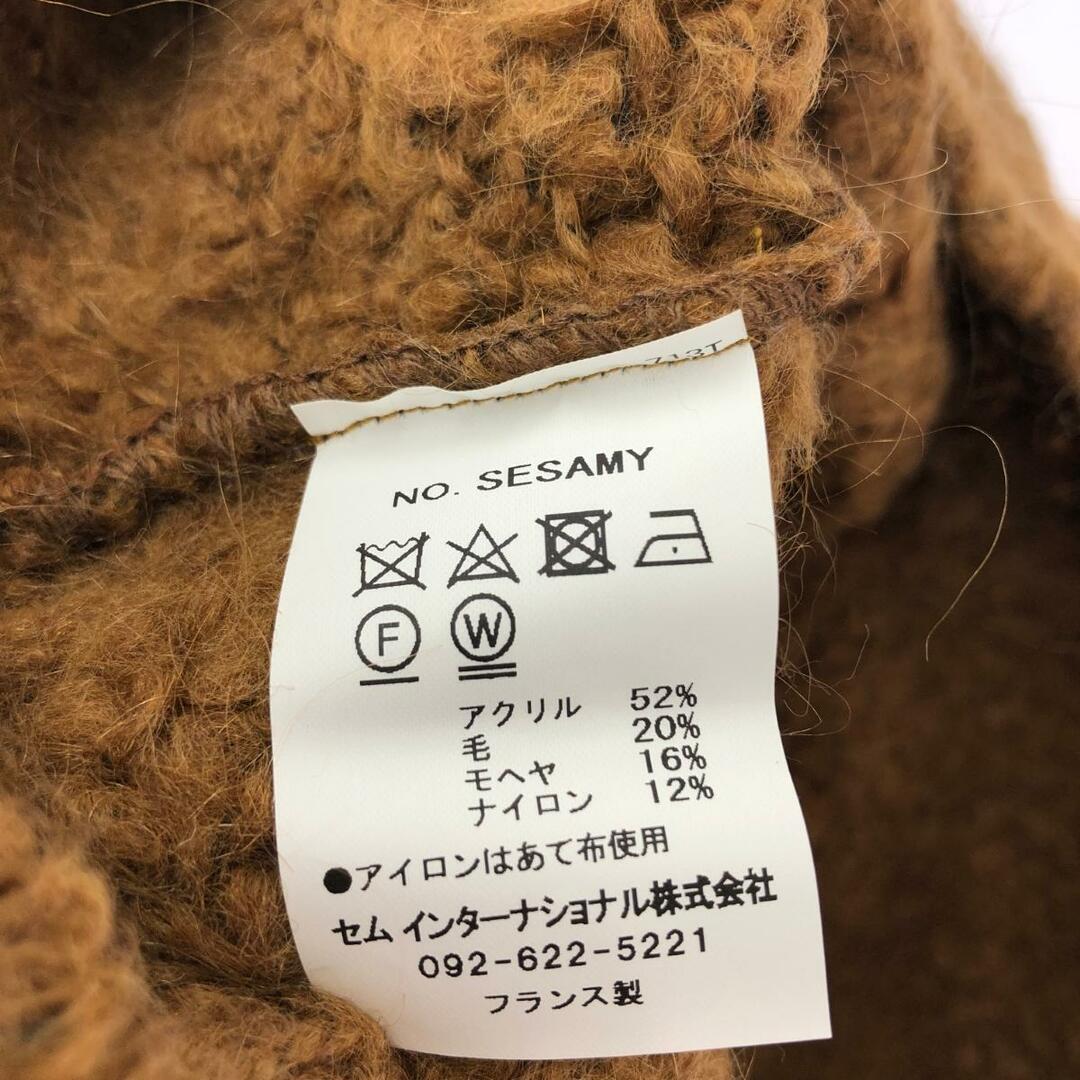 713T
NO. SESAMY
F W
アクリル 52%
毛 20%
モヘヤ 16%
ナイロン 12%
●アイロンはあて布使用
セム インターナショナル株式会社
092-622-5221
フランス製